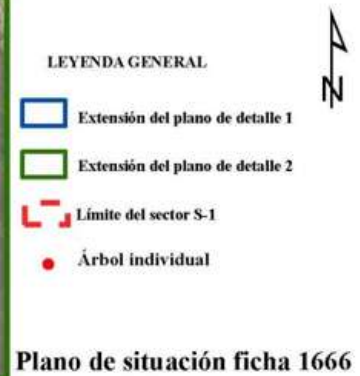 N
LEYENDA GENERAL
Extensión del plano de detalle 1
Extensión del plano de detalle 2
Límite del sector S-1
Árbol individual
Plano de situación ficha 1666